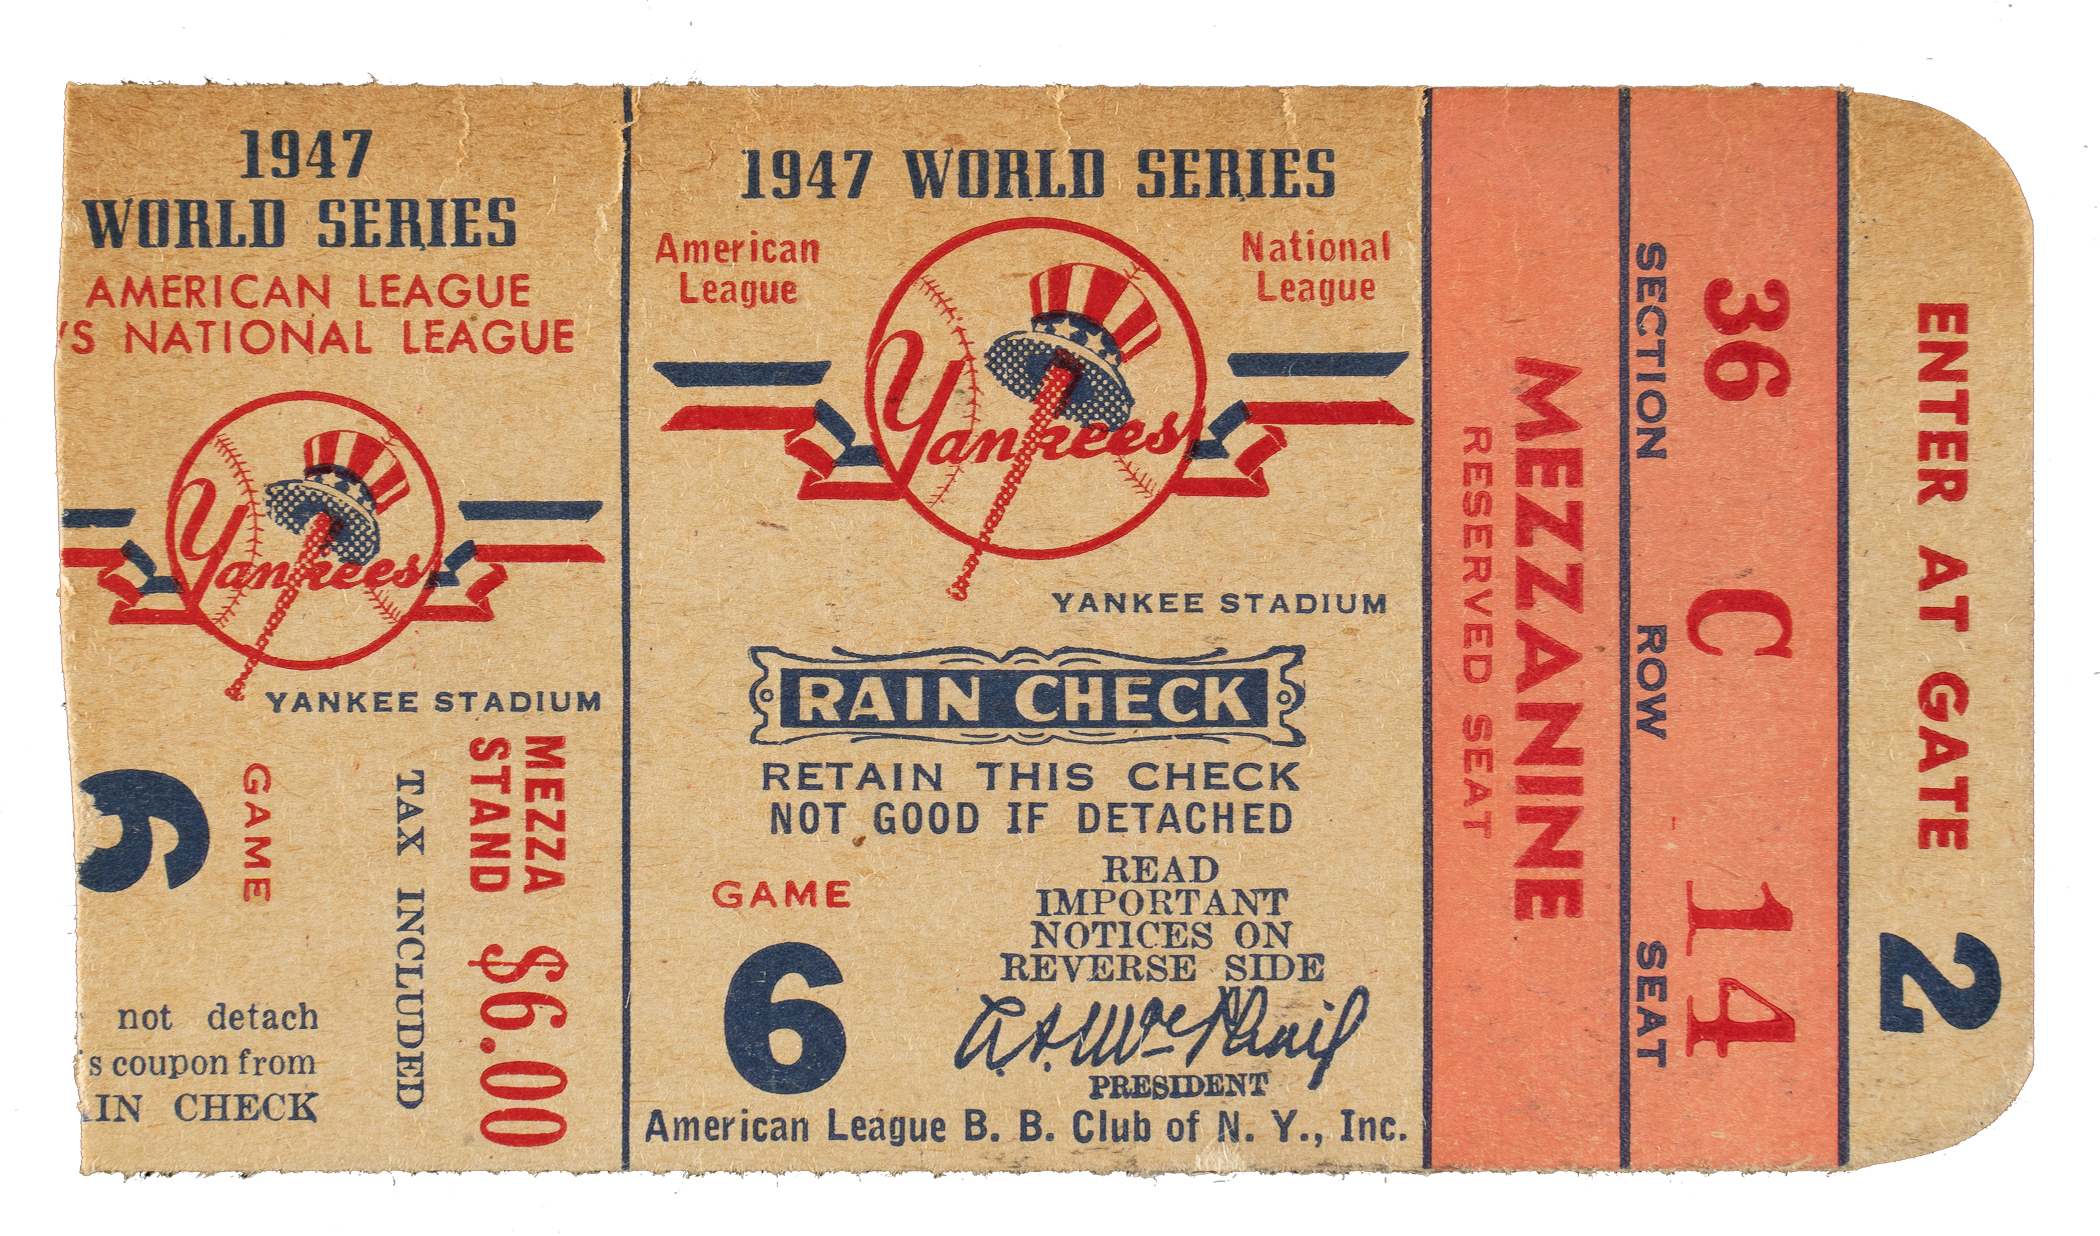 1947
WORLD SERIES
AMERICAN LEAGUE
'S NATIONAL LEAGUE
Yankees
YANKEE STADIUM
6
GAME
TAX INCLUDED
MEZZA
STAND
$6.00
not detach
s coupon from
IN CHECK
1947 WORLD SERIES
American
League
National
League
Yankees
YANKEE STADIUM
RAIN CHECK
RETAIN THIS CHECK
NOT GOOD IF DETACHED
GAME
6
READ
IMPORTANT
NOTICES ON
REVERSE SIDE
L. S. MacPhail
PRESIDENT
American League B. B. Club of N. Y., Inc.
MEZZANINE
RESERVED SEAT
36 C 14
SECTION ROW SEAT
ENTER AT GATE 2